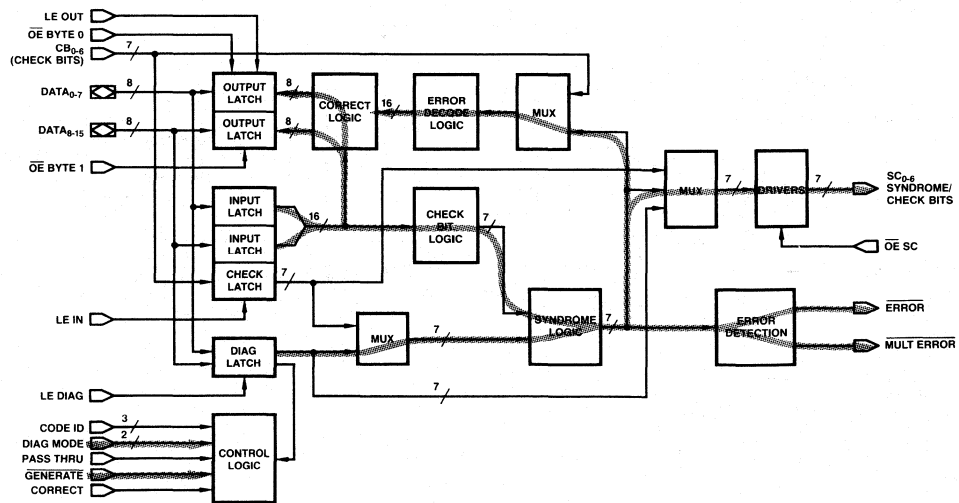 LE OUT
OE BYTE 0
CB0-6
(CHECK BITS)
7
DATA0-7
8
DATA8-15
8
OE BYTE 1
OUTPUT
LATCH
OUTPUT
LATCH
8
8
CORRECT
LOGIC
16
ERROR
DECODE
LOGIC
MUX
INPUT
LATCH
INPUT
LATCH
CHECK
LATCH
16
7
CHECK
BIT
LOGIC
7
MUX
7
DRIVERS
7
SC0-6
SYNDROME/
CHECK BITS
OE SC
LE IN
DIAG
LATCH
MUX
7
SYNDROME
LOGIC
7
ERROR
DETECTION
ERROR
MULT ERROR
7
LE DIAG
CODE ID
3
DIAG MODE
2
PASS THRU
GENERATE
CORRECT
CONTROL
LOGIC